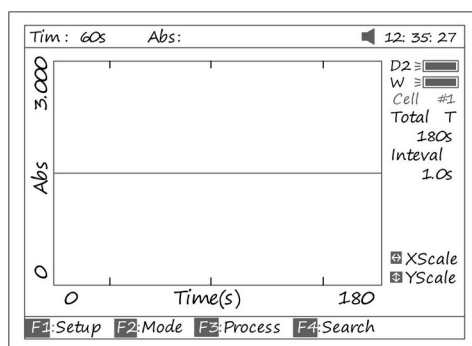 Tim: 60s Abs: 12: 35: 27
3.000
Abs
0
D2
W
Cell #1
Total T
180s
Inteval
1.0s
XScale
YScale
0 Time(s) 180
F1:Setup F2:Mode F3:Process F4:Search